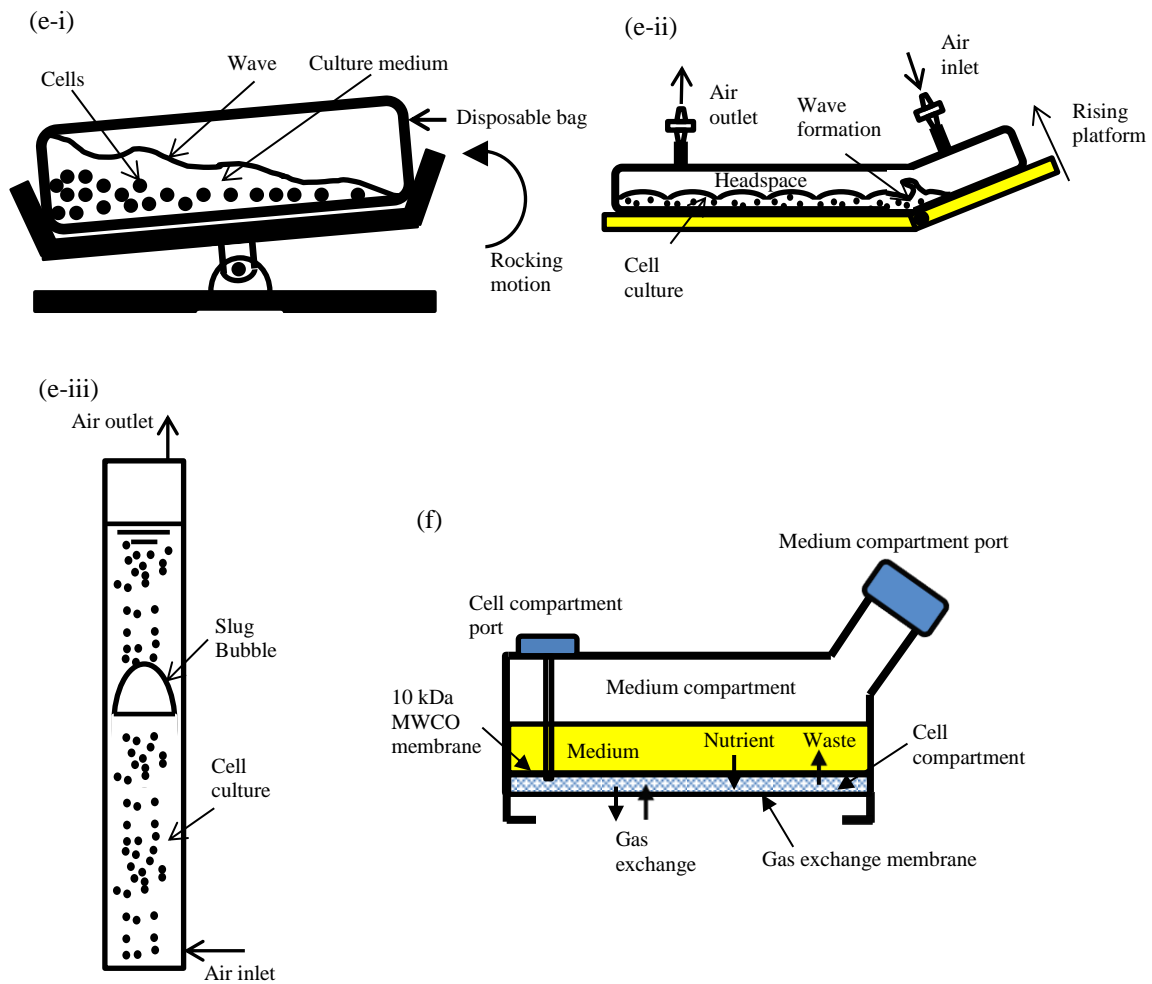 (e-i)
Cells
Wave
Culture medium
Disposable bag
Rocking
motion
(e-ii)
Air
outlet
Air
inlet
Wave
formation
Rising
platform
Headspace
Cell
culture
(e-iii)
Air outlet
Slug
Bubble
Cell
culture
Air inlet
(f)
Medium compartment port
Cell compartment
port
Medium compartment
10 kDa
MWCO
membrane
Medium
Nutrient
Waste
Cell
compartment
Gas
exchange
Gas exchange membrane